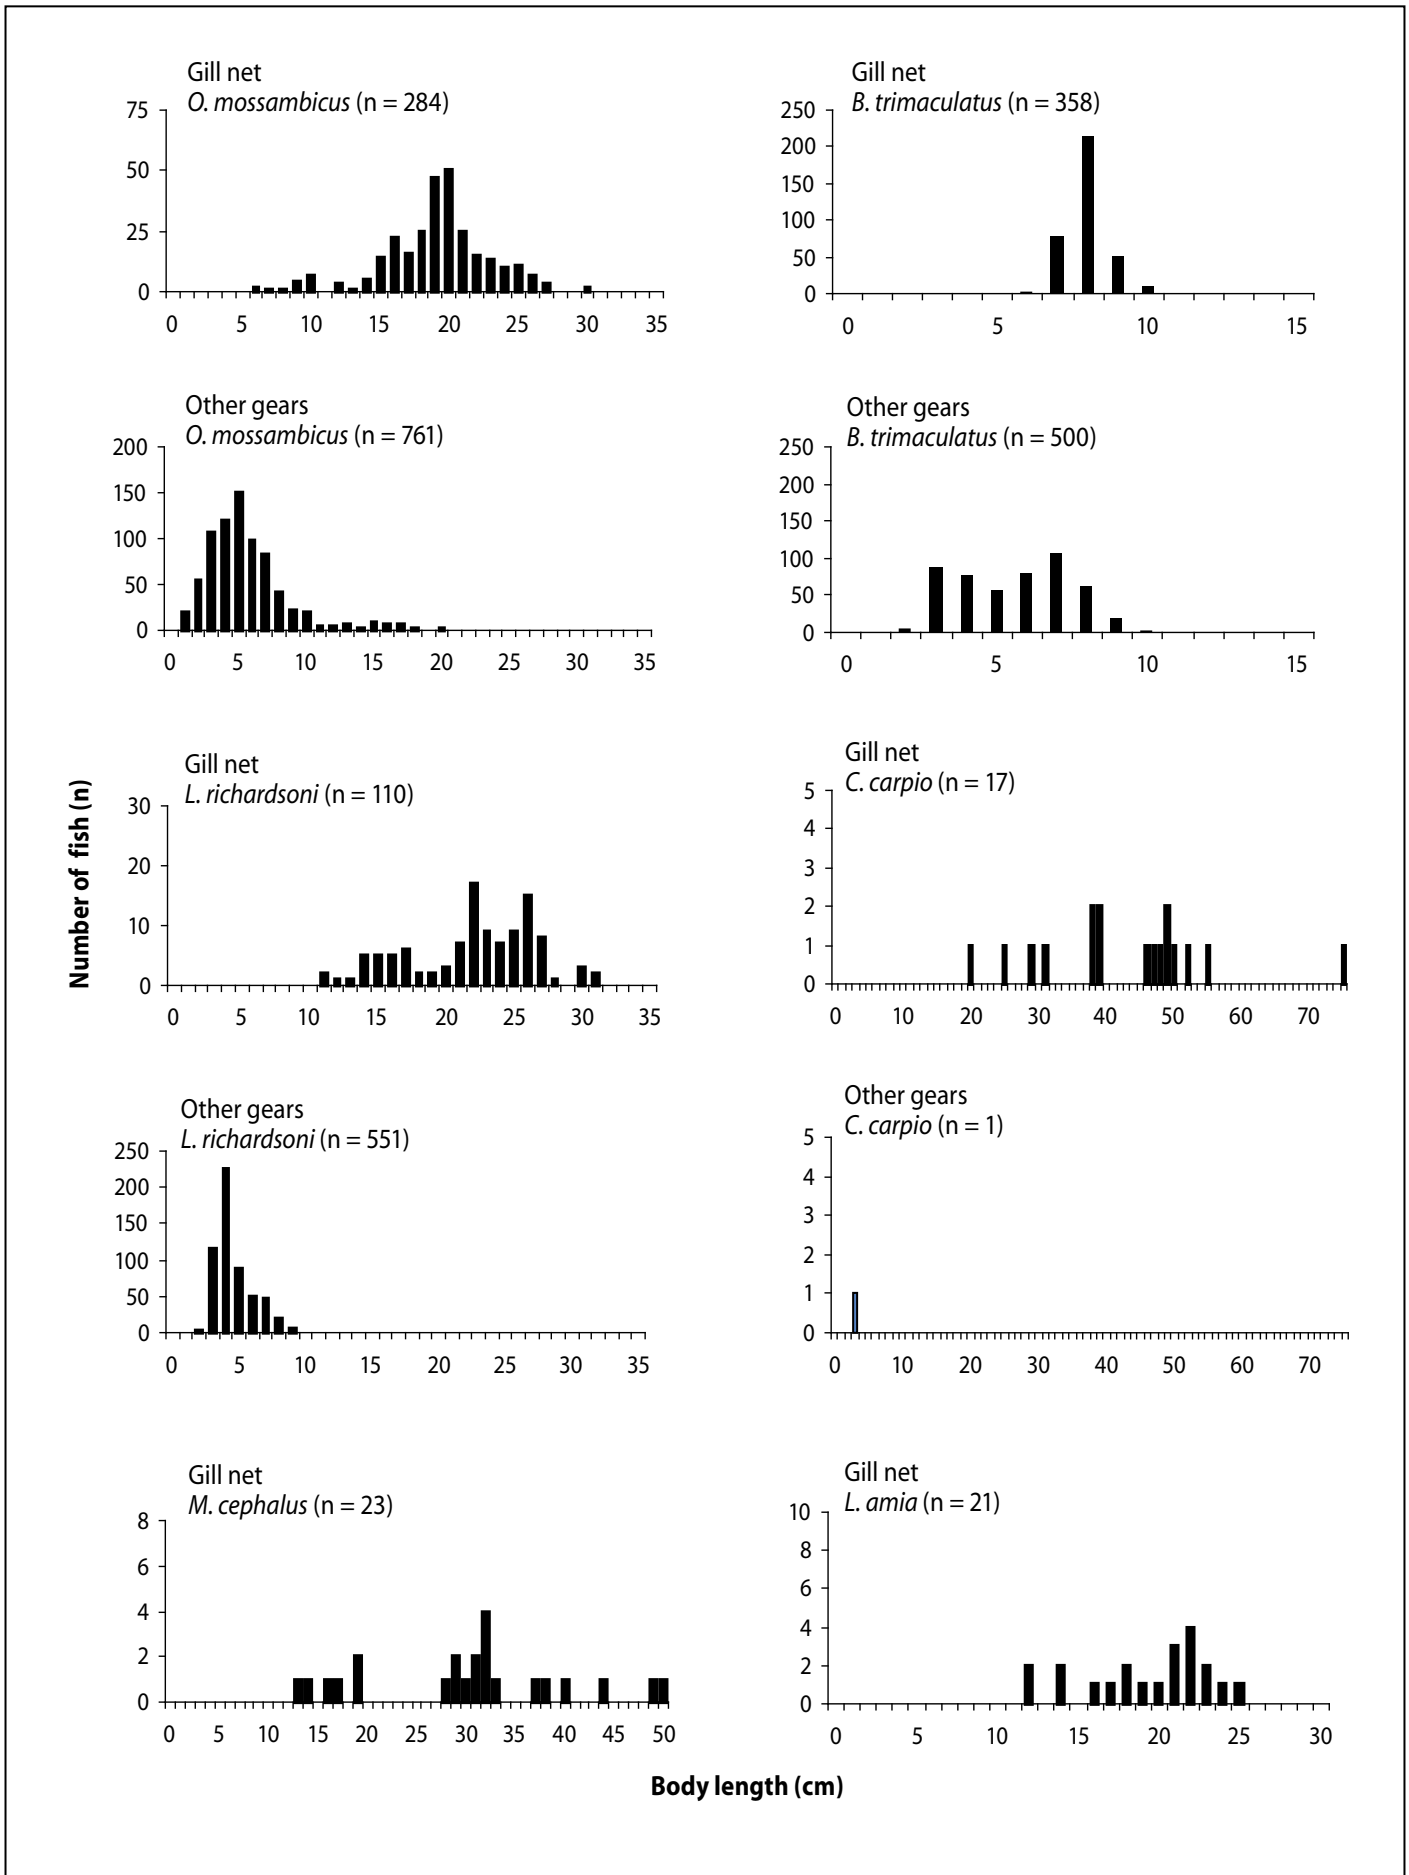 Gill net
O. mossambicus (n = 284)
75
50
25
0
0 5 10 15 20 25 30 35
Gill net
B. trimaculatus (n = 358)
250
200
150
100
50
0
0 5 10 15
Other gears
O. mossambicus (n = 761)
200
150
100
50
0
0 5 10 15 20 25 30 35
Other gears
B. trimaculatus (n = 500)
250
200
150
100
50
0
0 5 10 15
Number of fish (n)
Gill net
L. richardsoni (n = 110)
30
20
10
0
0 5 10 15 20 25 30 35
Gill net
C. carpio (n = 17)
5
4
3
2
1
0
0 10 20 30 40 50 60 70
Other gears
L. richardsoni (n = 551)
250
200
150
100
50
0
0 5 10 15 20 25 30 35
Other gears
C. carpio (n = 1)
5
4
3
2
1
0
0 10 20 30 40 50 60 70
Gill net
M. cephalus (n = 23)
8
6
4
2
0
0 5 10 15 20 25 30 35 40 45 50
Gill net
L. amia (n = 21)
10
8
6
4
2
0
0 5 10 15 20 25 30
Body length (cm)